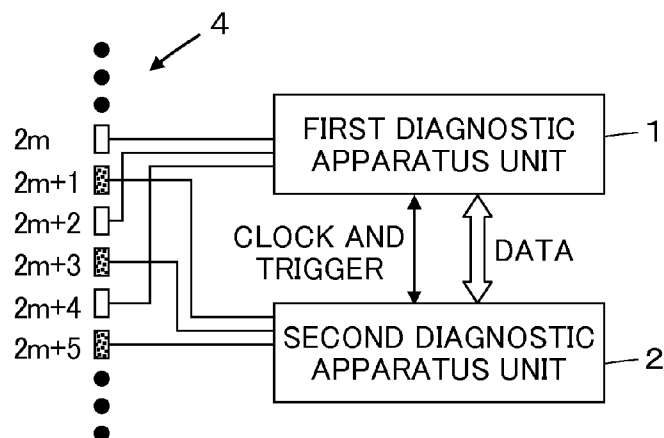 4
2m
2m+1
2m+2
2m+3
2m+4
2m+5
FIRST DIAGNOSTIC
APPARATUS UNIT
1
CLOCK AND
TRIGGER
DATA
SECOND DIAGNOSTIC
APPARATUS UNIT
2